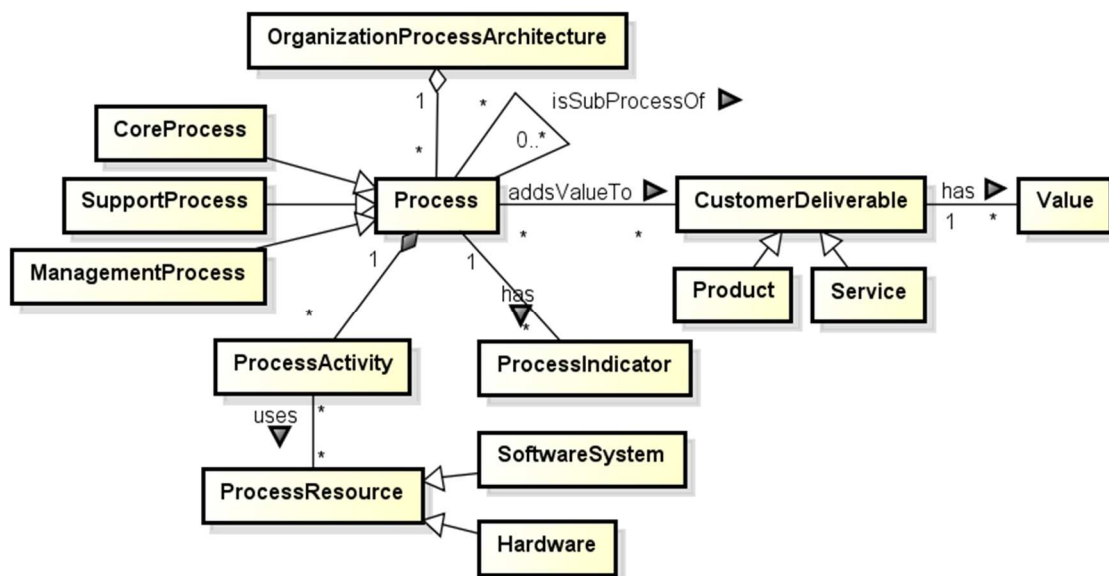 OrganizationProcessArchitecture
1
*
isSubProcessOf
0..*
CoreProcess
*
SupportProcess
Process
addsValueTo
CustomerDeliverable
has
Value
*
*
1
*
ManagementProcess
1
1
Product
Service
*
has
*
ProcessActivity
ProcessIndicator
uses
*
*
SoftwareSystem
ProcessResource
Hardware